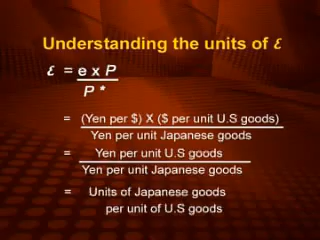 Understanding the units of ε
ε = e x P
P *
= (Yen per $) X ($ per unit U.S goods)
Yen per unit Japanese goods
= Yen per unit U.S goods
Yen per unit Japanese goods
= Units of Japanese goods
per unit of U.S goods